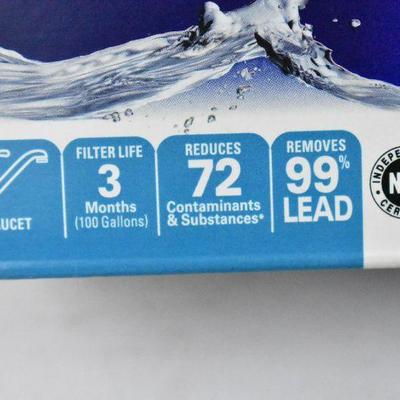 FILTER LIFE
3
Months
(100 Gallons)
REDUCES
72
Contaminants
& Substances*
REMOVES
99%
LEAD